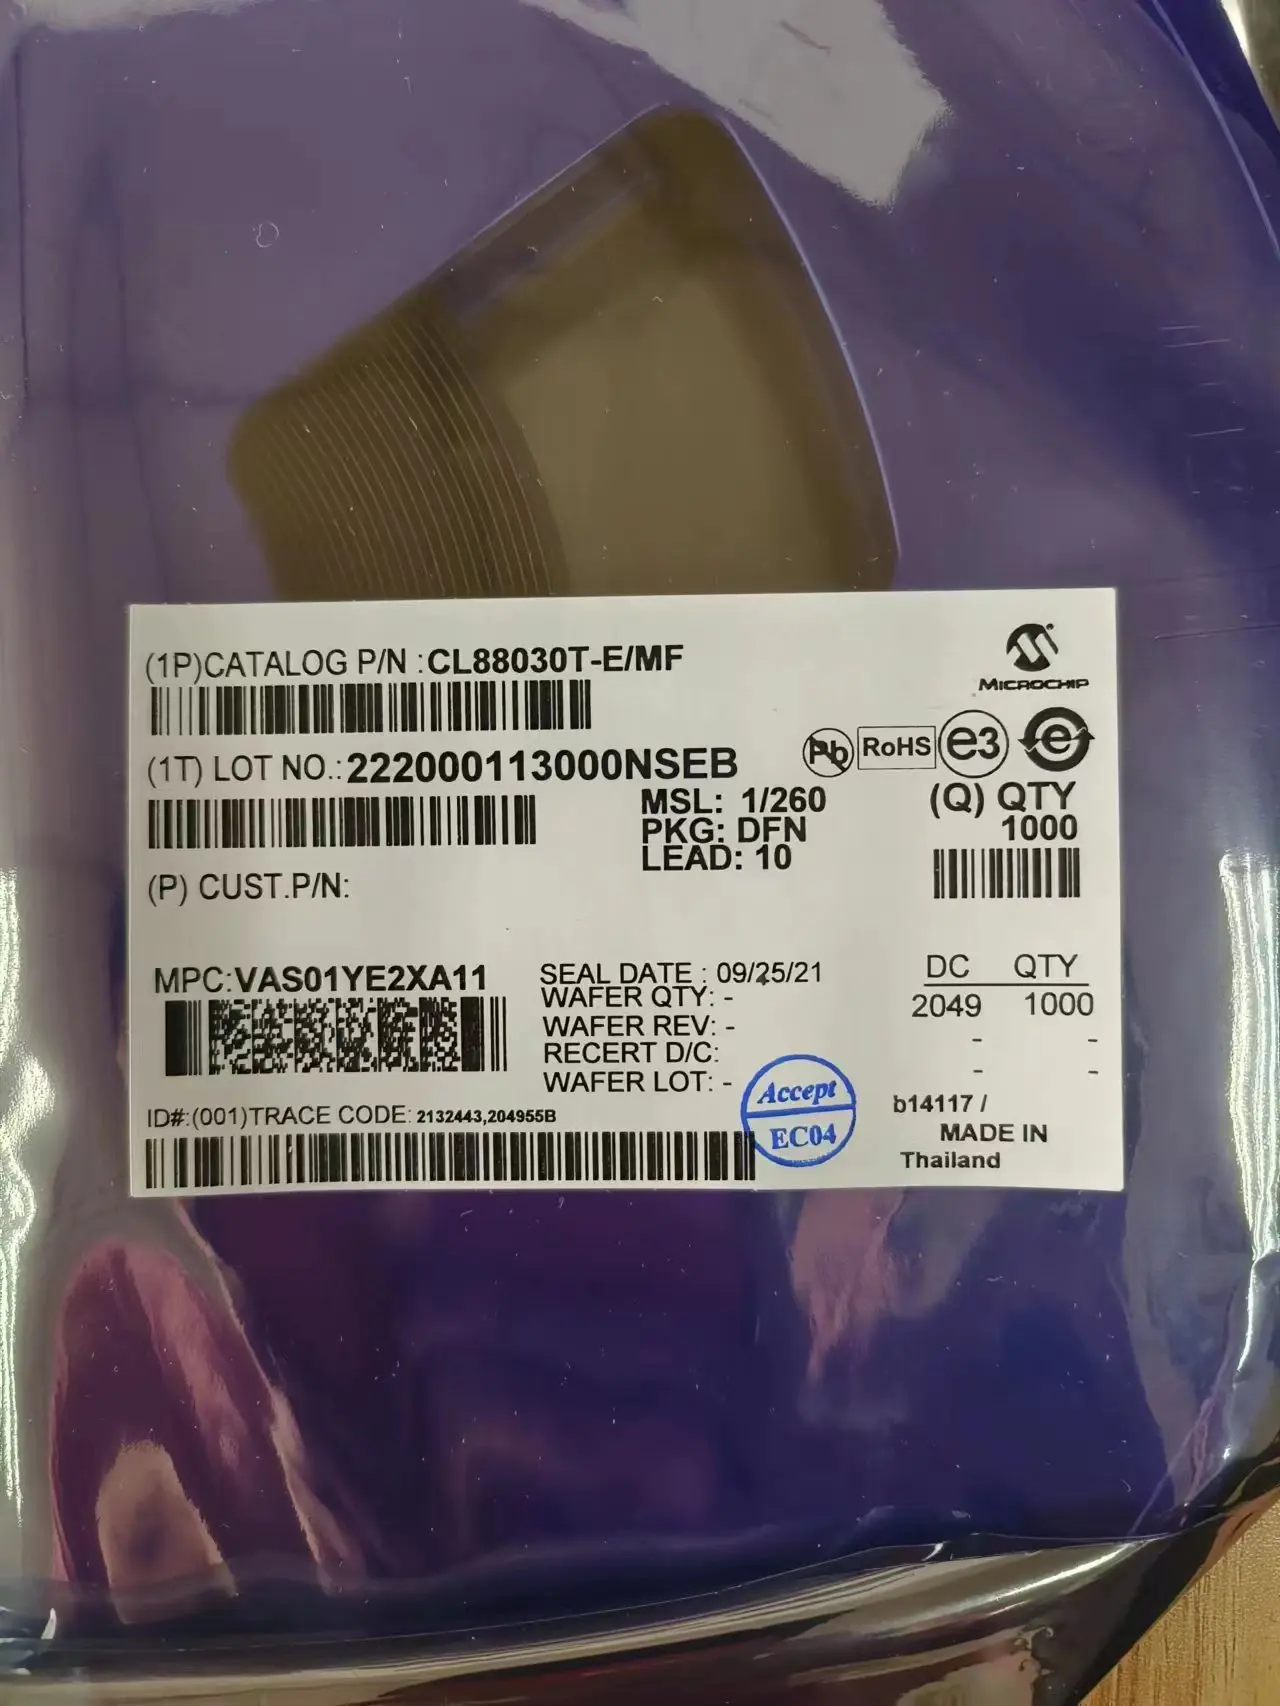 (1P)CATALOG P/N :CL88030T-E/MF
MICROCHIP
(1T) LOT NO.:222000113000NSEB
Pb RoHS e3 e
MSL: 1/260
PKG: DFN
LEAD: 10
(Q) QTY
1000
(P) CUST.P/N:
MPC:VAS01YE2XA11
SEAL DATE : 09/25/21
WAFER QTY: -
WAFER REV: -
RECERT D/C:
WAFER LOT: -
DC QTY
2049 1000
- -
- -
ID#:(001)TRACE CODE: 2132443,204955B
Accept
EC04
b14117 /
MADE IN
Thailand